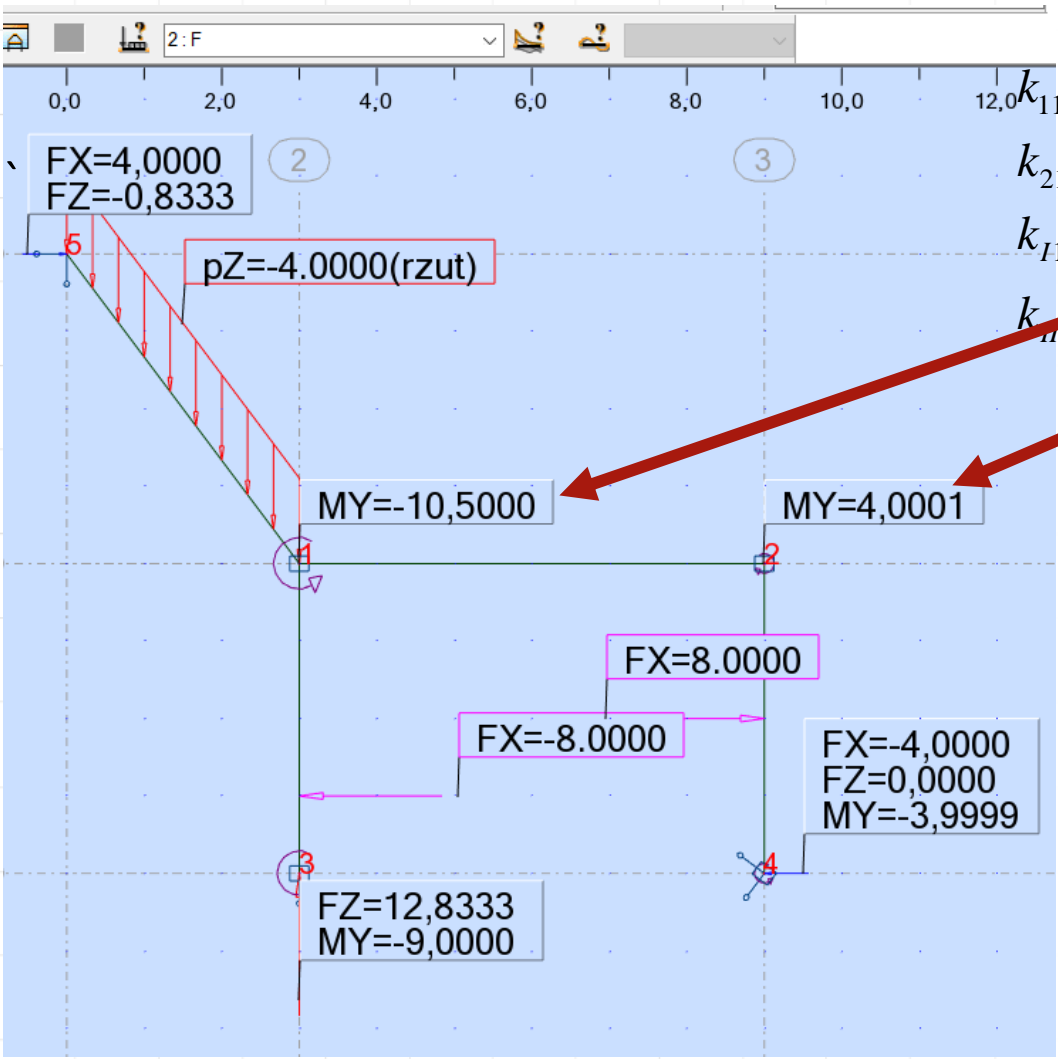 2 : F
0,0
2,0
4,0
6,0
8,0
10,0
12,0
k11
FX=4,0000
FZ=-0,8333
2
3
5
pZ=-4.0000(rzut)
MY=-10,5000
MY=4,0001
1
2
FX=8.0000
FX=-8.0000
FX=-4,0000
FZ=0,0000
MY=-3,9999
3
4
FZ=12,8333
MY=-9,0000